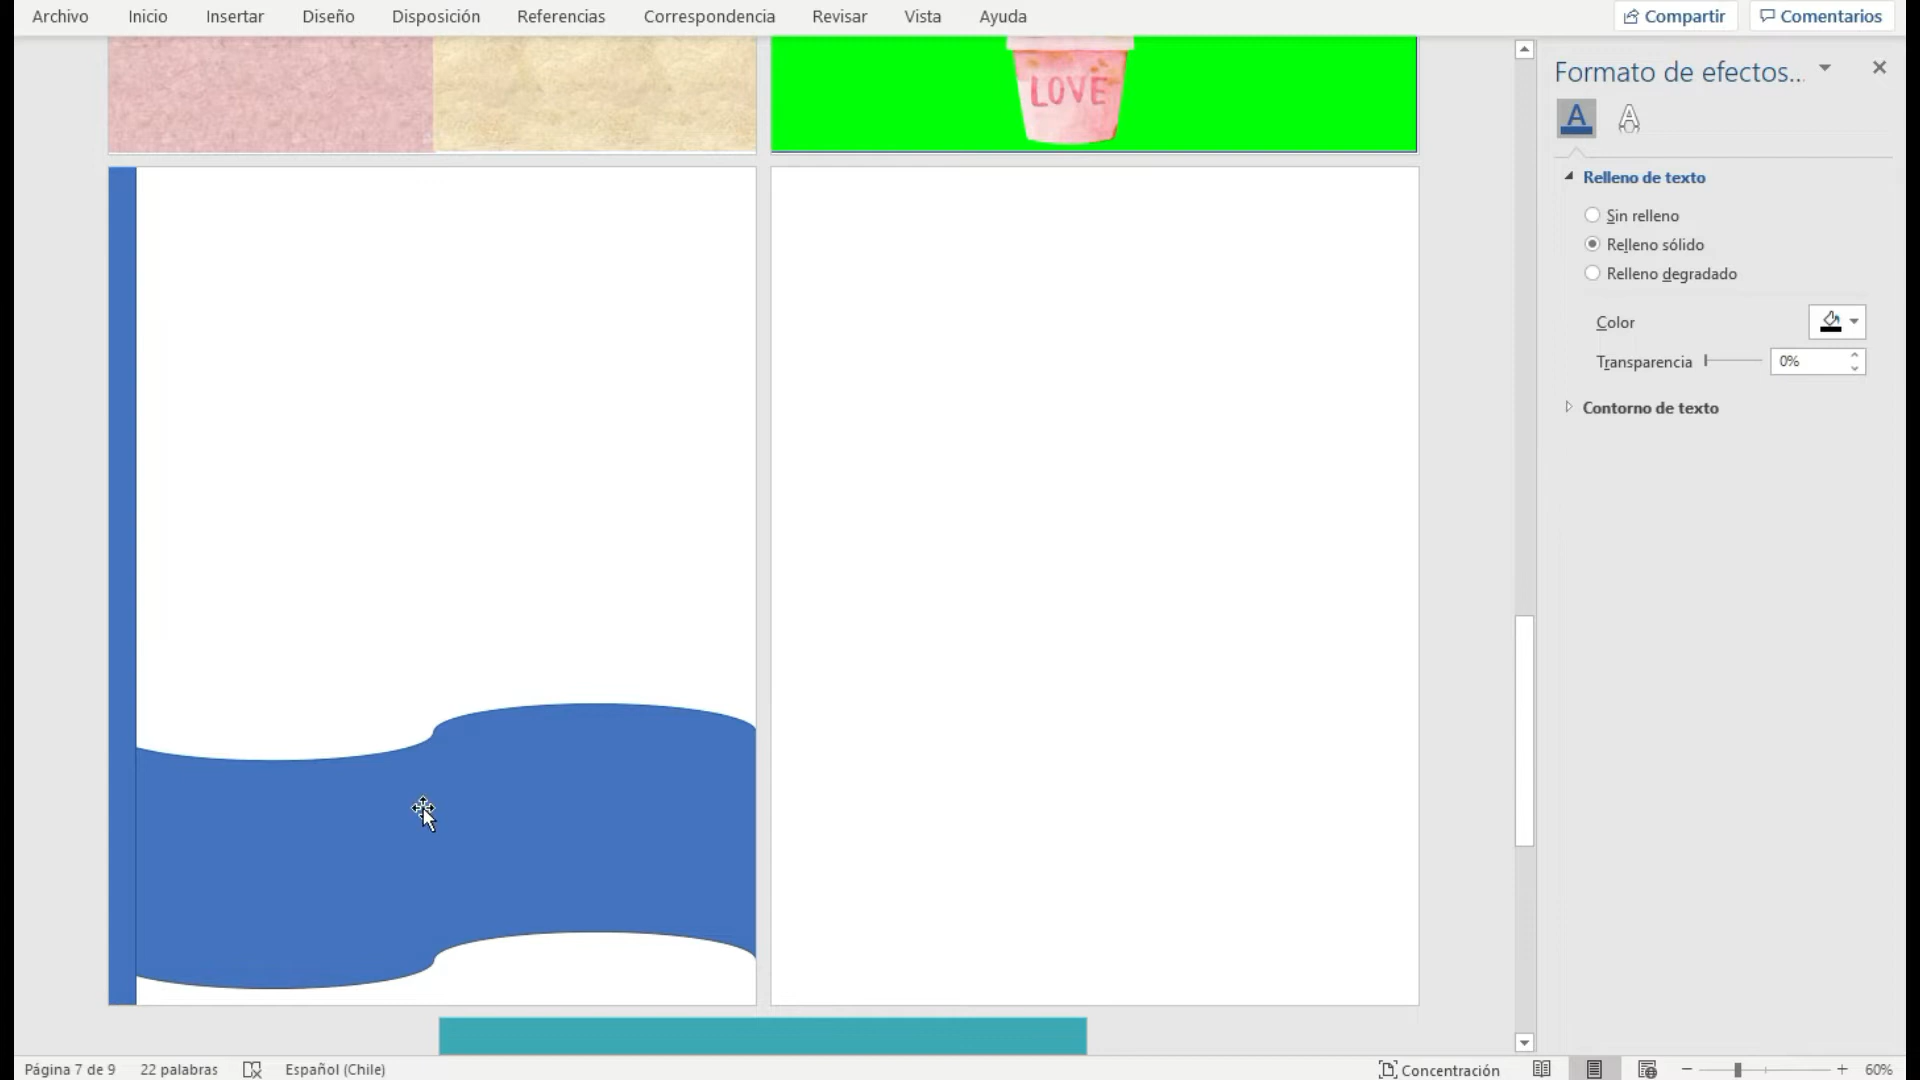 Archivo Inicio Insertar Diseño Disposición Referencias Correspondencia Revisar Vista Ayuda Compartir Comentarios
LOVE
Formato de efectos...
A A
Relleno de texto
Sin relleno
Relleno sólido
Relleno degradado
Color
Transparencia 0%
Contorno de texto
Página 7 de 9 22 palabras Español (Chile) Concentración 60%